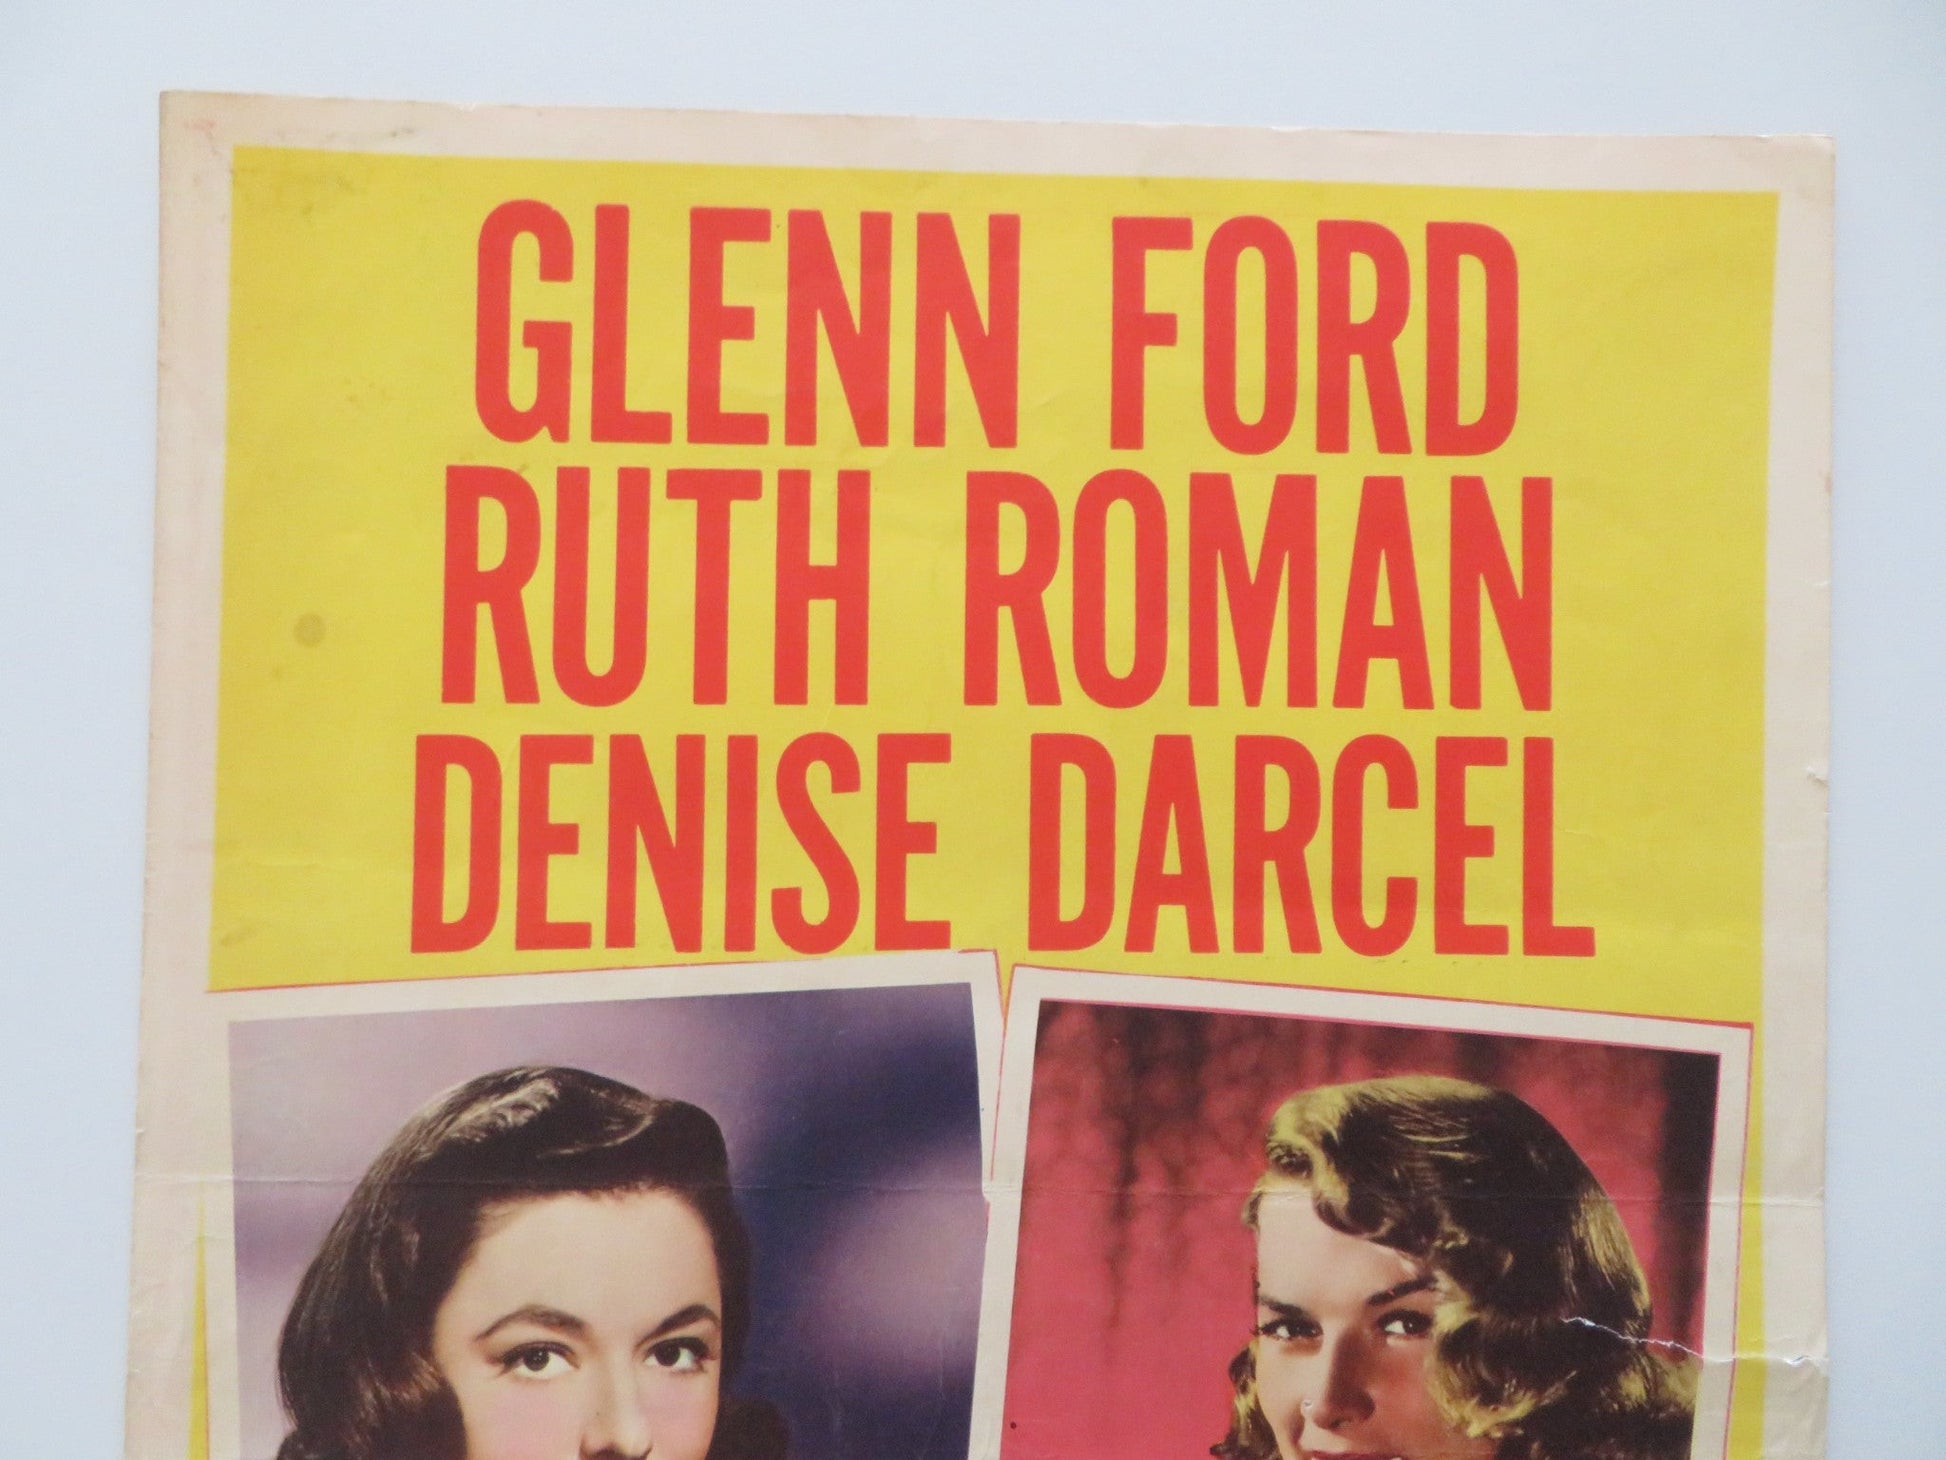 GLENN FORD
RUTH ROMAN
DENISE DARCEL